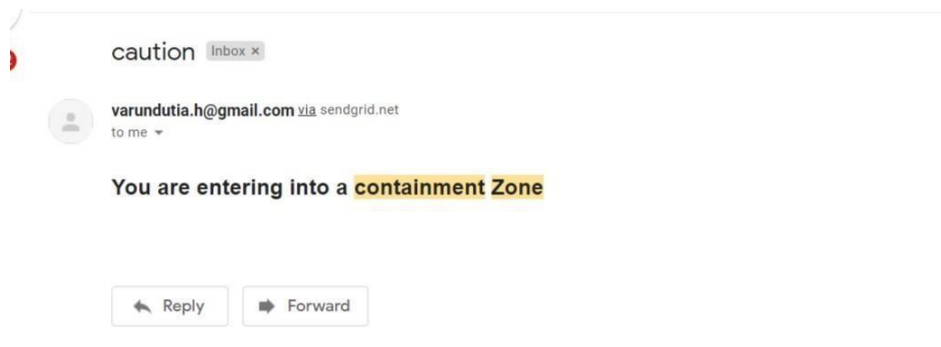 caution Inbox ×
varundutia.h@gmail.com via sendgrid.net
to me
You are entering into a containment Zone
Reply Forward